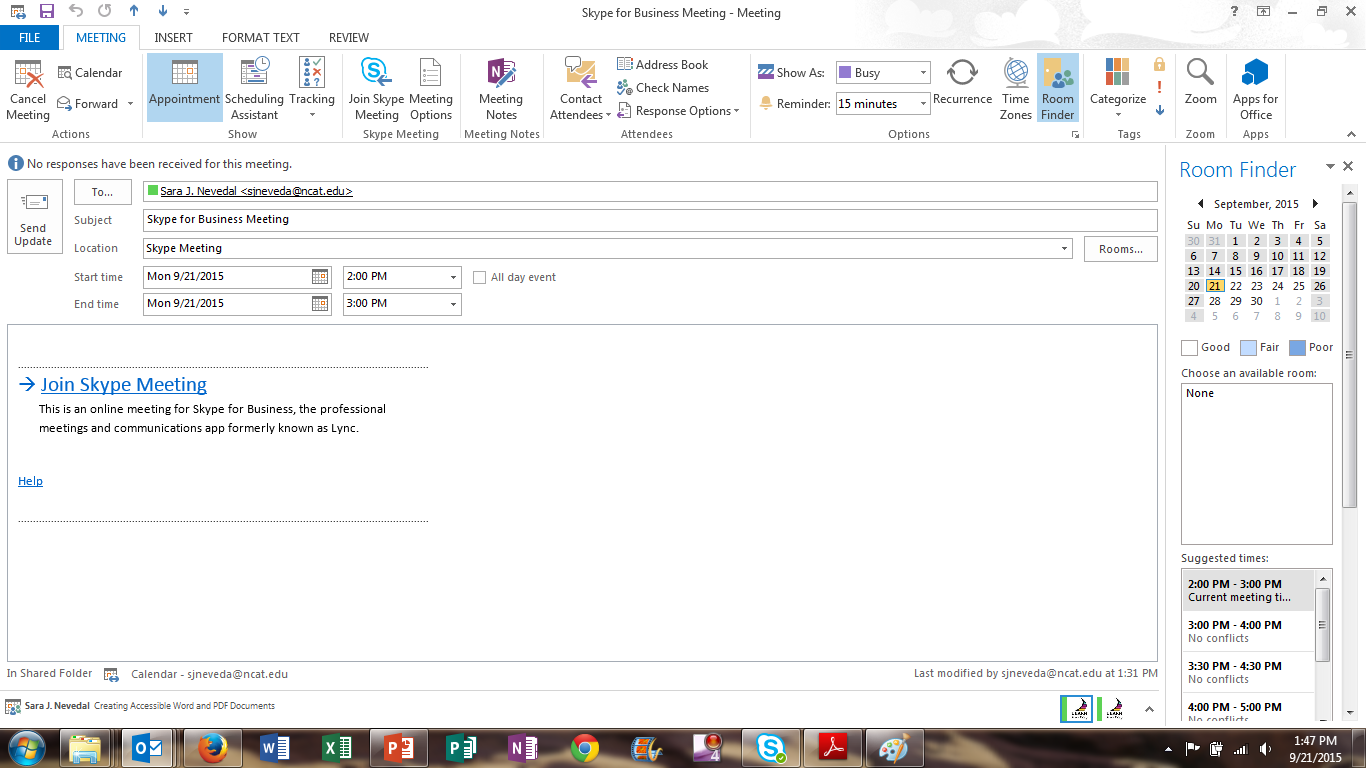 Skype for Business Meeting - Meeting
?
FILE MEETING INSERT FORMAT TEXT REVIEW
Cancel Meeting
Calendar
Forward
Actions
Appointment
Scheduling Assistant
Tracking
Show
Join Skype Meeting
Meeting Options
Skype Meeting
Meeting Notes
Meeting Notes
Contact Attendees
Address Book
Check Names
Response Options
Attendees
Show As: Busy
Reminder: 15 minutes
Recurrence
Time Zones
Room Finder
Options
Categorize
Tags
Zoom
Zoom
Apps for Office
Apps
No responses have been received for this meeting.
Send Update
To... Sara J. Nevedal <sjneveda@ncat.edu>
Subject Skype for Business Meeting
Location Skype Meeting Rooms...
Start time Mon 9/21/2015 2:00 PM All day event
End time Mon 9/21/2015 3:00 PM
→ Join Skype Meeting
This is an online meeting for Skype for Business, the professional
meetings and communications app formerly known as Lync.
Help
In Shared Folder Calendar - sjneveda@ncat.edu Last modified by sjneveda@ncat.edu at 1:31 PM
Sara J. Nevedal Creating Accessible Word and PDF Documents
Room Finder
September, 2015
Su Mo Tu We Th Fr Sa
30 31 1 2 3 4 5
6 7 8 9 10 11 12
13 14 15 16 17 18 19
20 21 22 23 24 25 26
27 28 29 30 1 2 3
4 5 6 7 8 9 10
Good Fair Poor
Choose an available room:
None
Suggested times:
2:00 PM - 3:00 PM
Current meeting ti...
3:00 PM - 4:00 PM
No conflicts
3:30 PM - 4:30 PM
No conflicts
4:00 PM - 5:00 PM
No conflicts
1:47 PM
9/21/2015